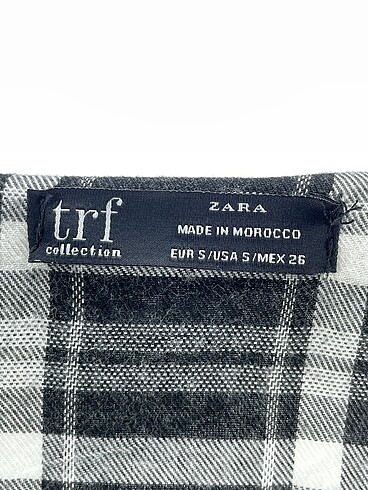 trf
collection
ZARA
MADE IN MOROCCO
EUR S/USA S/MEX 26